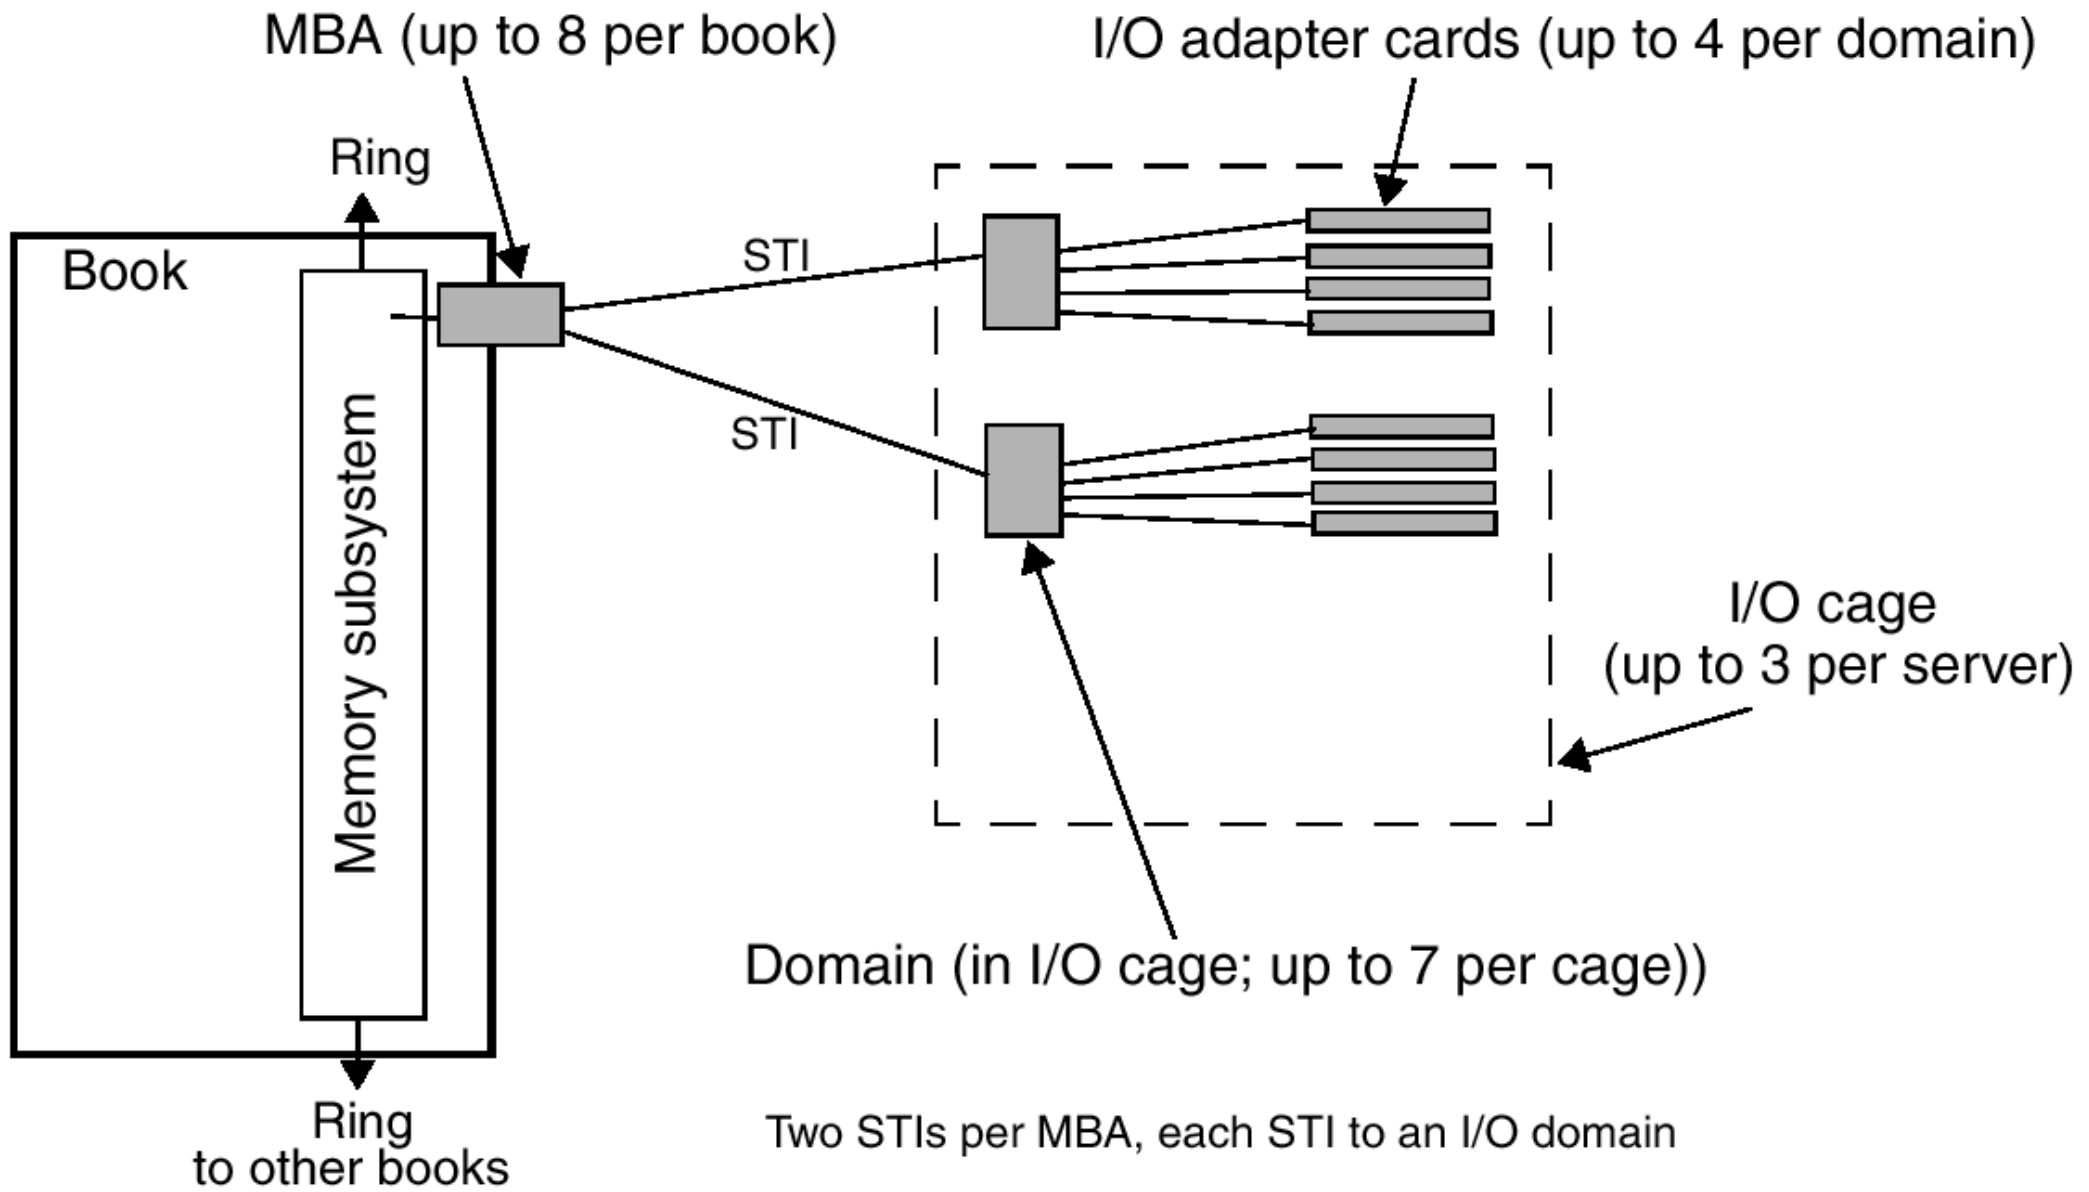 MBA (up to 8 per book)
I/O adapter cards (up to 4 per domain)
Ring
Book
STI
STI
Memory subsystem
I/O cage
(up to 3 per server)
Domain (in I/O cage; up to 7 per cage))
Ring
to other books
Two STIs per MBA, each STI to an I/O domain